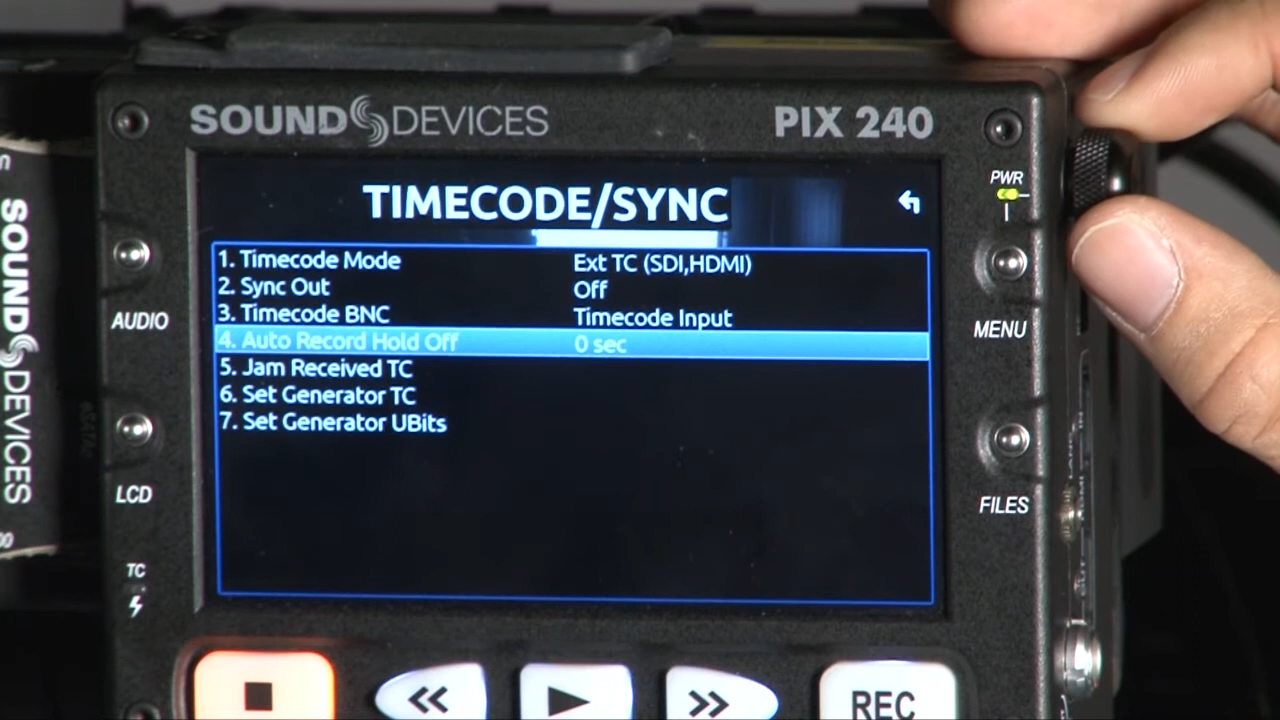 SOUND DEVICES
PIX 240
TIMECODE/SYNC
1. Timecode Mode Ext TC (SDI,HDMI)
2. Sync Out Off
3. Timecode BNC Timecode Input
4. Auto Record Hold Off 0 sec
5. Jam Received TC
6. Set Generator TC
7. Set Generator UBits
AUDIO
LCD
TC
PWR
MENU
FILES
REC
SOUND DEVICES